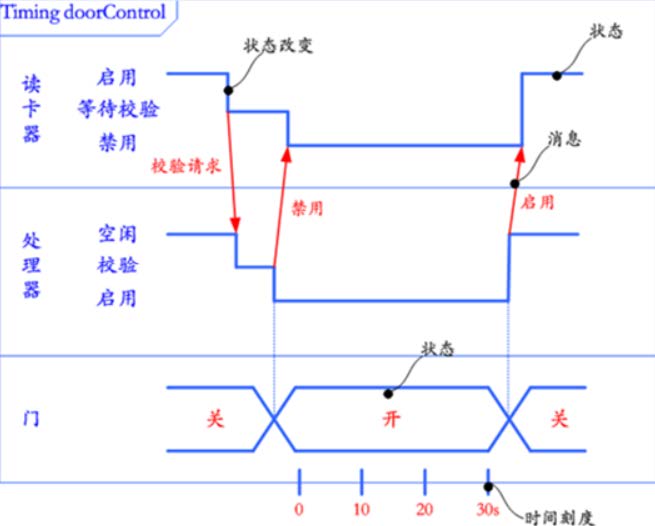 Timing doorControl
状态改变
状态
读卡器
启用
等待校验
禁用
校验请求
禁用
消息
启用
处理器
空闲
校验
启用
状态
门
关
开
关
0
10
20
30s
时间刻度